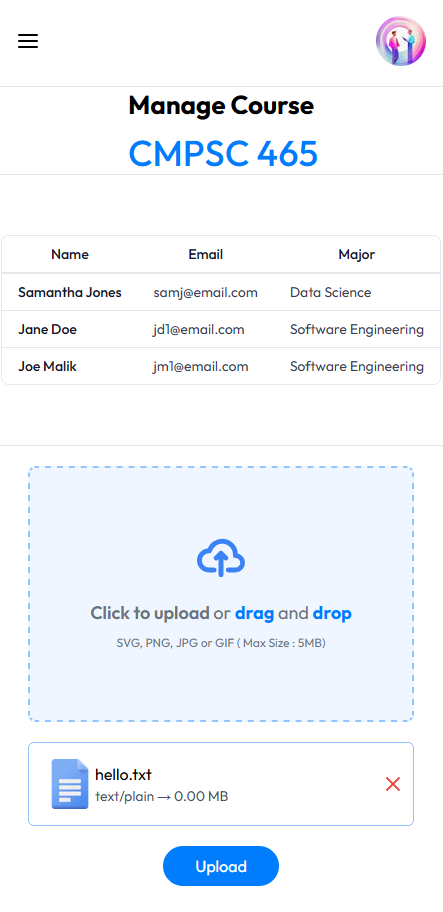 Manage Course
CMPSC 465
Name Email Major
Samantha Jones samj@email.com Data Science
Jane Doe jd1@email.com Software Engineering
Joe Malik jm1@email.com Software Engineering
Click to upload or drag and drop
SVG, PNG, JPG or GIF ( Max Size : 5MB)
hello.txt
text/plain → 0.00 MB
Upload